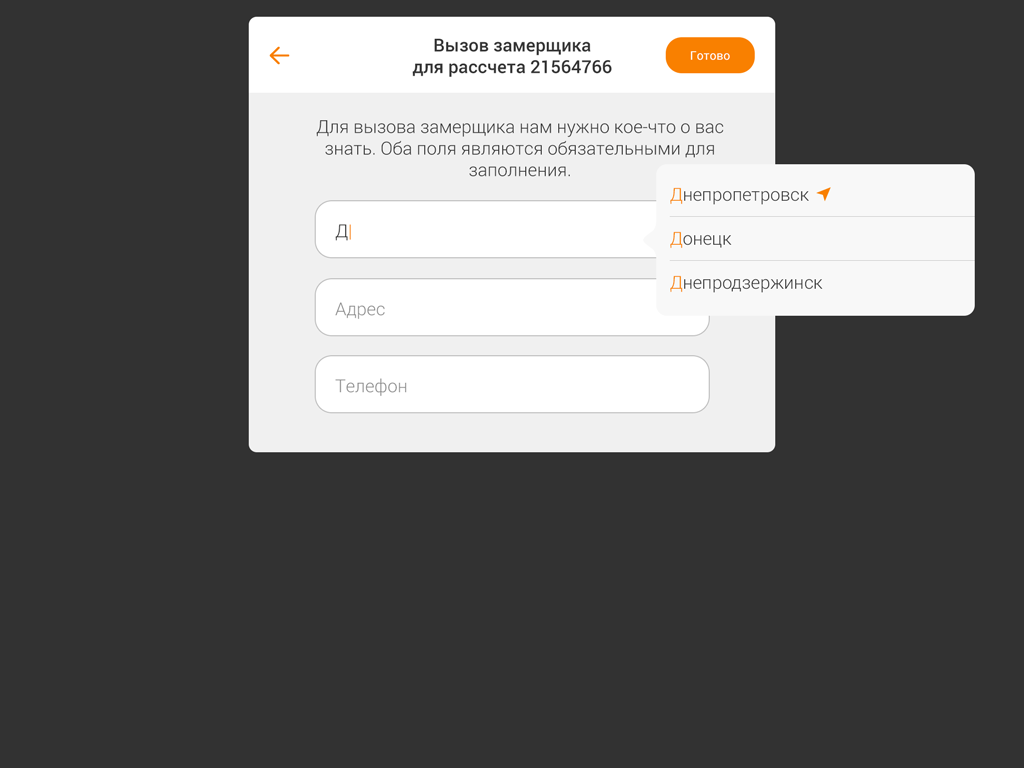 Вызов замерщика
для рассчета 21564766
Готово
Для вызова замерщика нам нужно кое-что о вас
знать. Оба поля являются обязательными для
заполнения.
Д
Днепропетровск
Донецк
Днепродзержинск
Адрес
Телефон